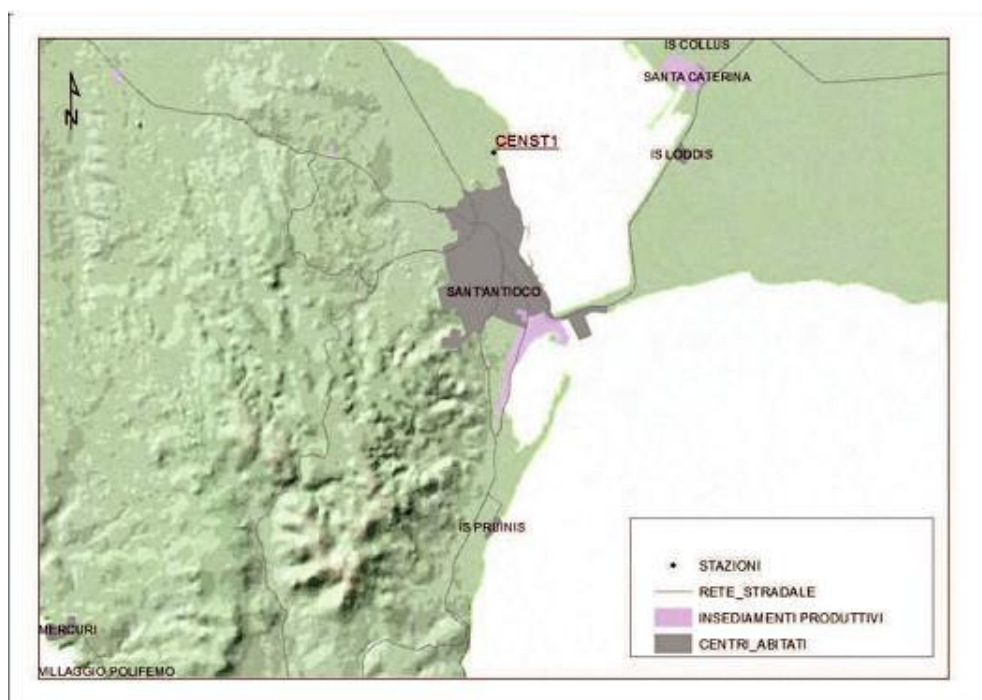 IS COLLUS
SANTA CATERINA
N
CENST1
IS LODDIS
SANT'ANTIOCO
IS PRUINIS
STAZIONI
RETE_STRADALE
INSEDIAMENTI PRODUTTIVI
CENTRI_ABITATI
MERCURI
VILLAGGIO POLIFEMO